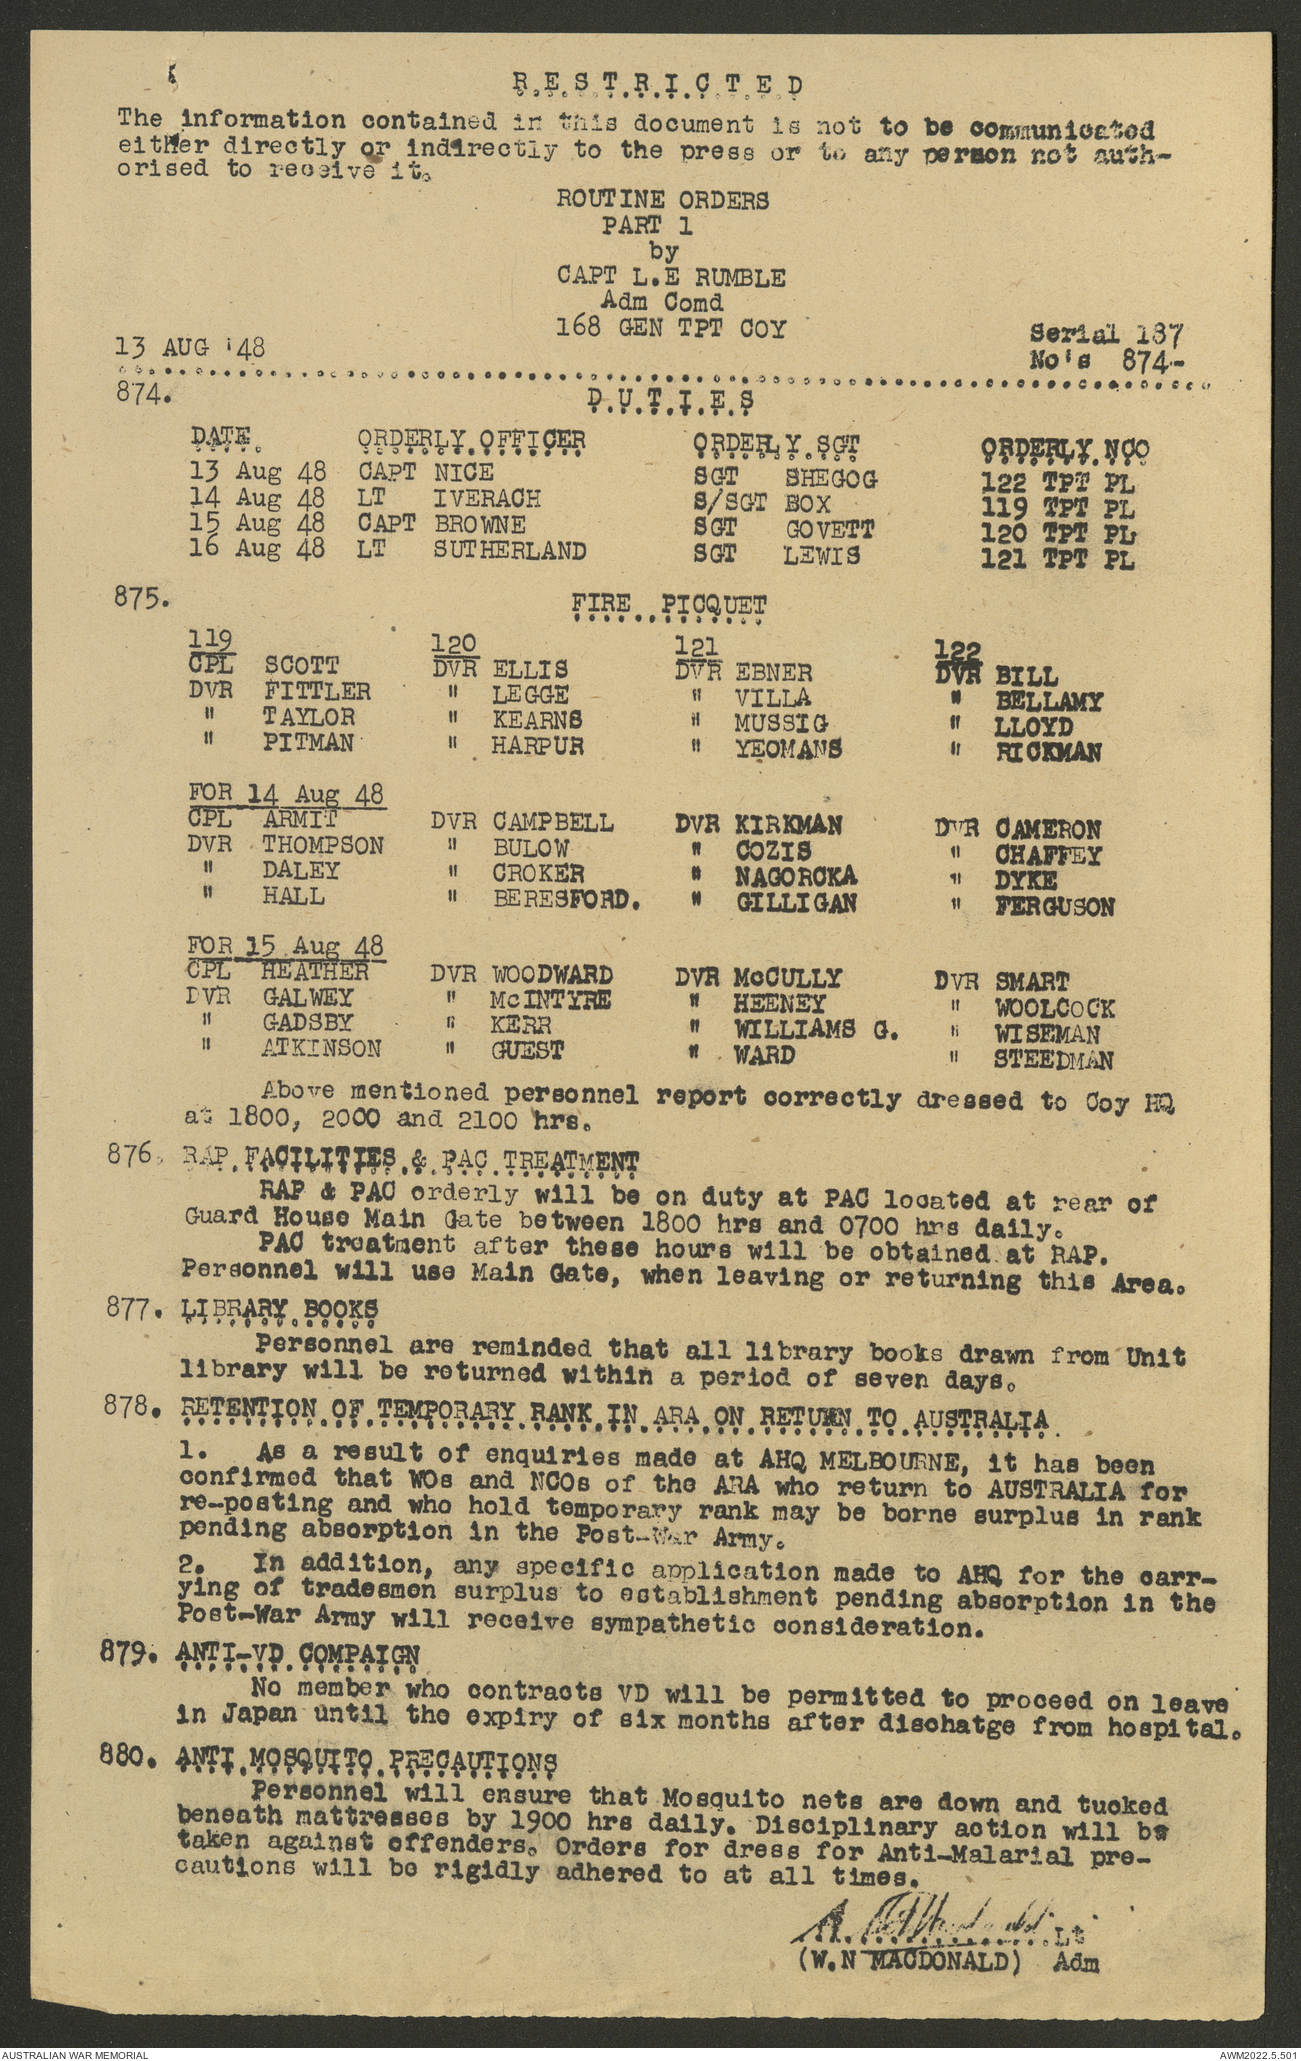 RESTRICTED
The information contained in this document is not to be communicated
either directly or indirectly to the press or to any person not auth-
orised to receive it.
ROUTINE ORDERS
PART 1
by
CAPT L.E RUMBLE
Adm Comd
168 GEN TPT COY
13 AUG '48
Serial 187
No's 874-
874. DUTIES
DATE ORDERLY OFFICER ORDERLY SGT ORDERLY NCO
13 Aug 48 CAPT NICE SGT SHEGOG 122 TPT PL
14 Aug 48 LT IVERACH S/SGT BOX 119 TPT PL
15 Aug 48 CAPT BROWNE SGT GOVETT 120 TPT PL
16 Aug 48 LT SUTHERLAND SGT LEWIS 121 TPT PL
875. FIRE PICQUET
119 120 121 122
CPL SCOTT DVR ELLIS DVR EBNER DVR BILL
DVR FITTLER " LEGGE " VILLA " BELLAMY
" TAYLOR " KEARNS " MUSSIG " LLOYD
" PITMAN " HARPUR " YEOMANS " RICKMAN
FOR 14 Aug 48
CPL ARMIT DVR CAMPBELL DVR KIRKMAN DVR CAMERON
DVR THOMPSON " BULOW " COZIS " CHAFFEY
" DALEY " CROKER " NAGORCKA " DYKE
" HALL " BERESFORD. " GILLIGAN " FERGUSON
FOR 15 Aug 48
CPL HEATHER DVR WOODWARD DVR McCULLY DVR SMART
DVR GALWEY " McINTYRE " HEENEY " WOOLCOCK
" GADSBY " KERR " WILLIAMS G. " WISEMAN
" ATKINSON " GUEST " WARD " STEEDMAN
Above mentioned personnel report correctly dressed to Coy HQ
at 1800, 2000 and 2100 hrs.
876. RAP FACILITIES & PAC TREATMENT
RAP & PAC orderly will be on duty at PAC located at rear of
Guard House Main Gate between 1800 hrs and 0700 hrs daily.
PAC treatment after these hours will be obtained at RAP.
Personnel will use Main Gate, when leaving or returning this Area.
877. LIBRARY BOOKS
Personnel are reminded that all library books drawn from Unit
library will be returned within a period of seven days.
878. RETENTION OF TEMPORARY RANK IN ARA ON RETURN TO AUSTRALIA
1. As a result of enquiries made at AHQ MELBOURNE, it has been
confirmed that WOs and NCOs of the ARA who return to AUSTRALIA for
re-posting and who hold temporary rank may be borne surplus in rank
pending absorption in the Post-War Army.
2. In addition, any specific application made to AHQ for the carr-
ying of tradesmen surplus to establishment pending absorption in the
Post-War Army will receive sympathetic consideration.
879. ANTI-VD COMPAIGN
No member who contracts VD will be permitted to proceed on leave
in Japan until the expiry of six months after dischatge from hospital.
880. ANTI MOSQUITO PRECAUTIONS
Personnel will ensure that Mosquito nets are down and tucked
beneath mattresses by 1900 hrs daily. Disciplinary action will be
taken against offenders. Orders for dress for Anti-Malarial pre-
cautions will be rigidly adhered to at all times.
Lt
(W.N MACDONALD) Adm
AUSTRALIAN WAR MEMORIAL
AWM2022.5.501